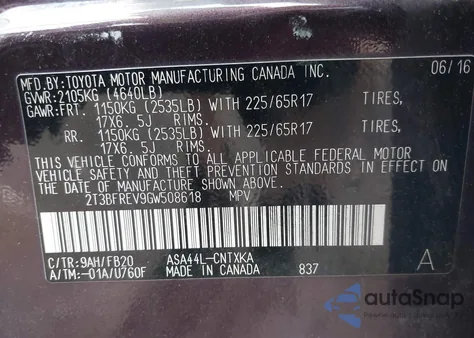 MFD.BY:TOYOTA MOTOR MANUFACTURING CANADA INC. 06/16
GVWR:2105KG (4640LB)
GAWR:FRT. 1150KG (2535LB) WITH 225/65R17 TIRES,
17X6. 5J RIMS.
RR. 1150KG (2535LB) WITH 225/65R17 TIRES,
17X6. 5J RIMS.
THIS VEHICLE CONFORMS TO ALL APPLICABLE FEDERAL MOTOR
VEHICLE SAFETY AND THEFT PREVENTION STANDARDS IN EFFECT ON
THE DATE OF MANUFACTURE SHOWN ABOVE.
2T3BFREV9GW508618 MPV
C/TR:9AH/FB20 ASA44L-CNTXKA A
A/TM:-01A/U760F MADE IN CANADA 837
autoSnap